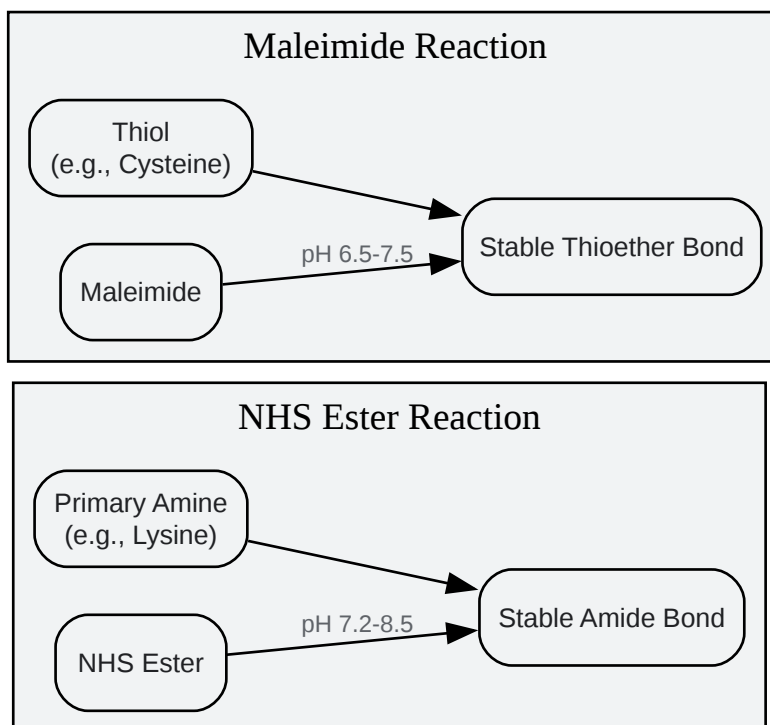 Maleimide Reaction
Thiol
(e.g., Cysteine)
pH 6.5-7.5
Stable Thioether Bond
Maleimide
NHS Ester Reaction
Primary Amine
(e.g., Lysine)
pH 7.2-8.5
Stable Amide Bond
NHS Ester